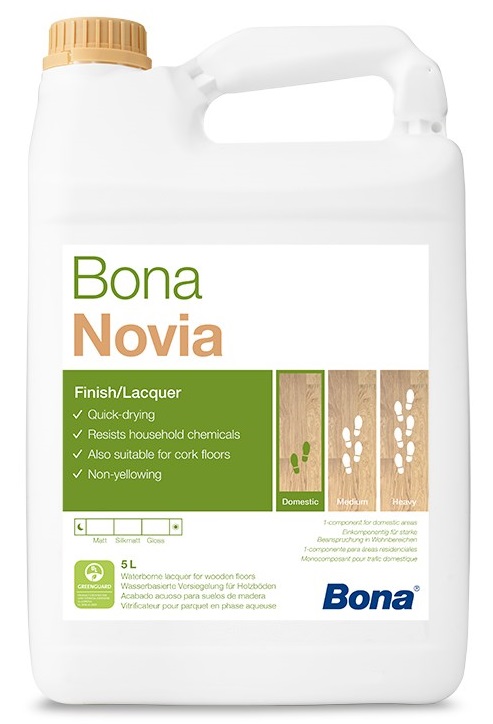 Bona
Novia
Finish/Lacquer
✓ Quick-drying
✓ Resists household chemicals
✓ Also suitable for cork floors
✓ Non-yellowing
Domestic
Medium
Heavy
Matt Silkmatt Gloss
1-component for domestic areas
Einkomponentig für starke
Beanspruchung in Wohnbereichen
1-componente para áreas residenciales
Monocomposant pour trafic domestique
GREENGUARD
5 L
Waterborne lacquer for wooden floors
Wasserbasierte Versiegelung für Holzböden
Acabado acuoso para suelos de madera
Vitrificateur pour parquet en phase aqueuse
Bona®